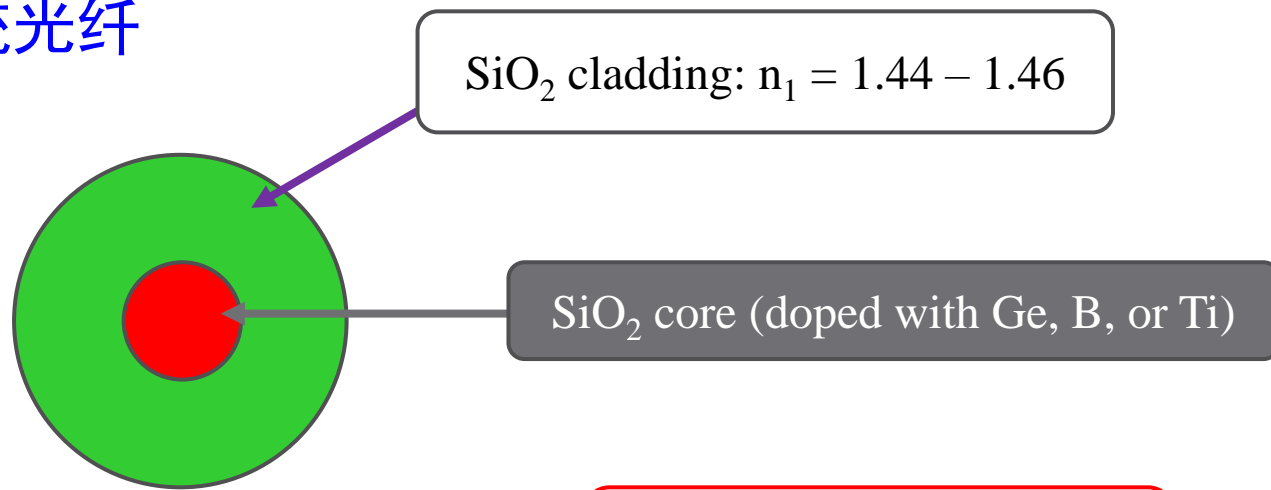 光纤
SiO₂ cladding: n₁ = 1.44 – 1.46
SiO₂ core (doped with Ge, B, or Ti)